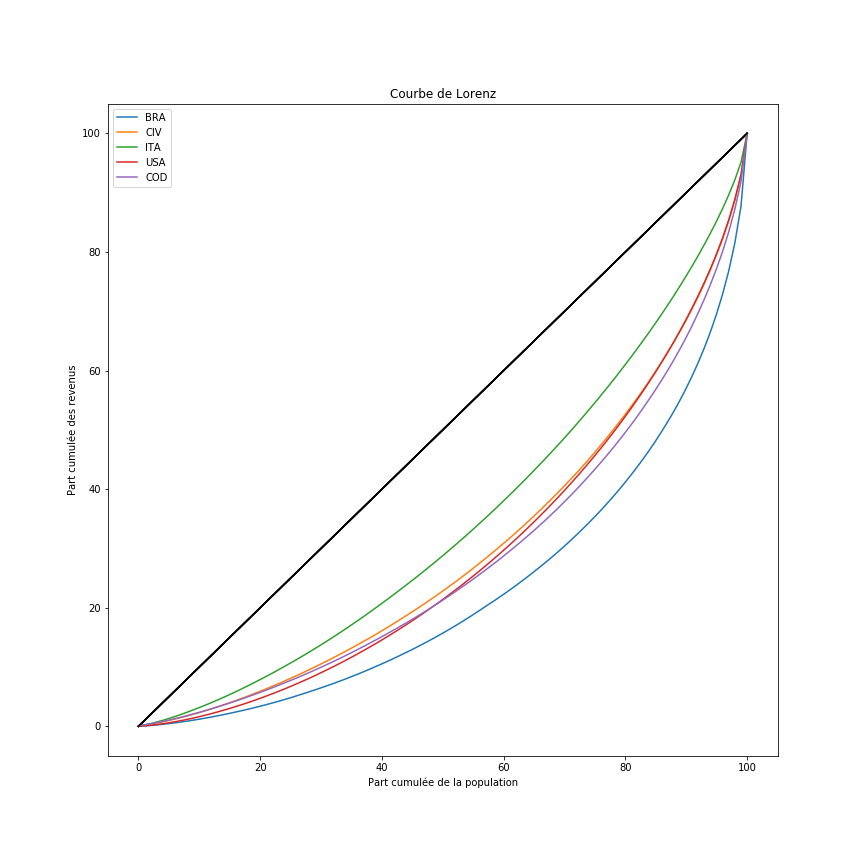 Courbe de Lorenz
BRA
CIV
ITA
USA
COD
100
80
60
40
20
0
Part cumulée des revenus
0 20 40 60 80 100
Part cumulée de la population